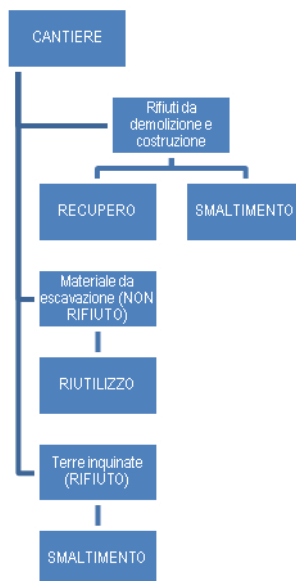 CANTIERE
Rifiuti da
demolizione e
costruzione
RECUPERO
SMALTIMENTO
Materiale da
escavazione (NON
RIFIUTO)
RIUTILIZZO
Terre inquinate
(RIFIUTO)
SMALTIMENTO